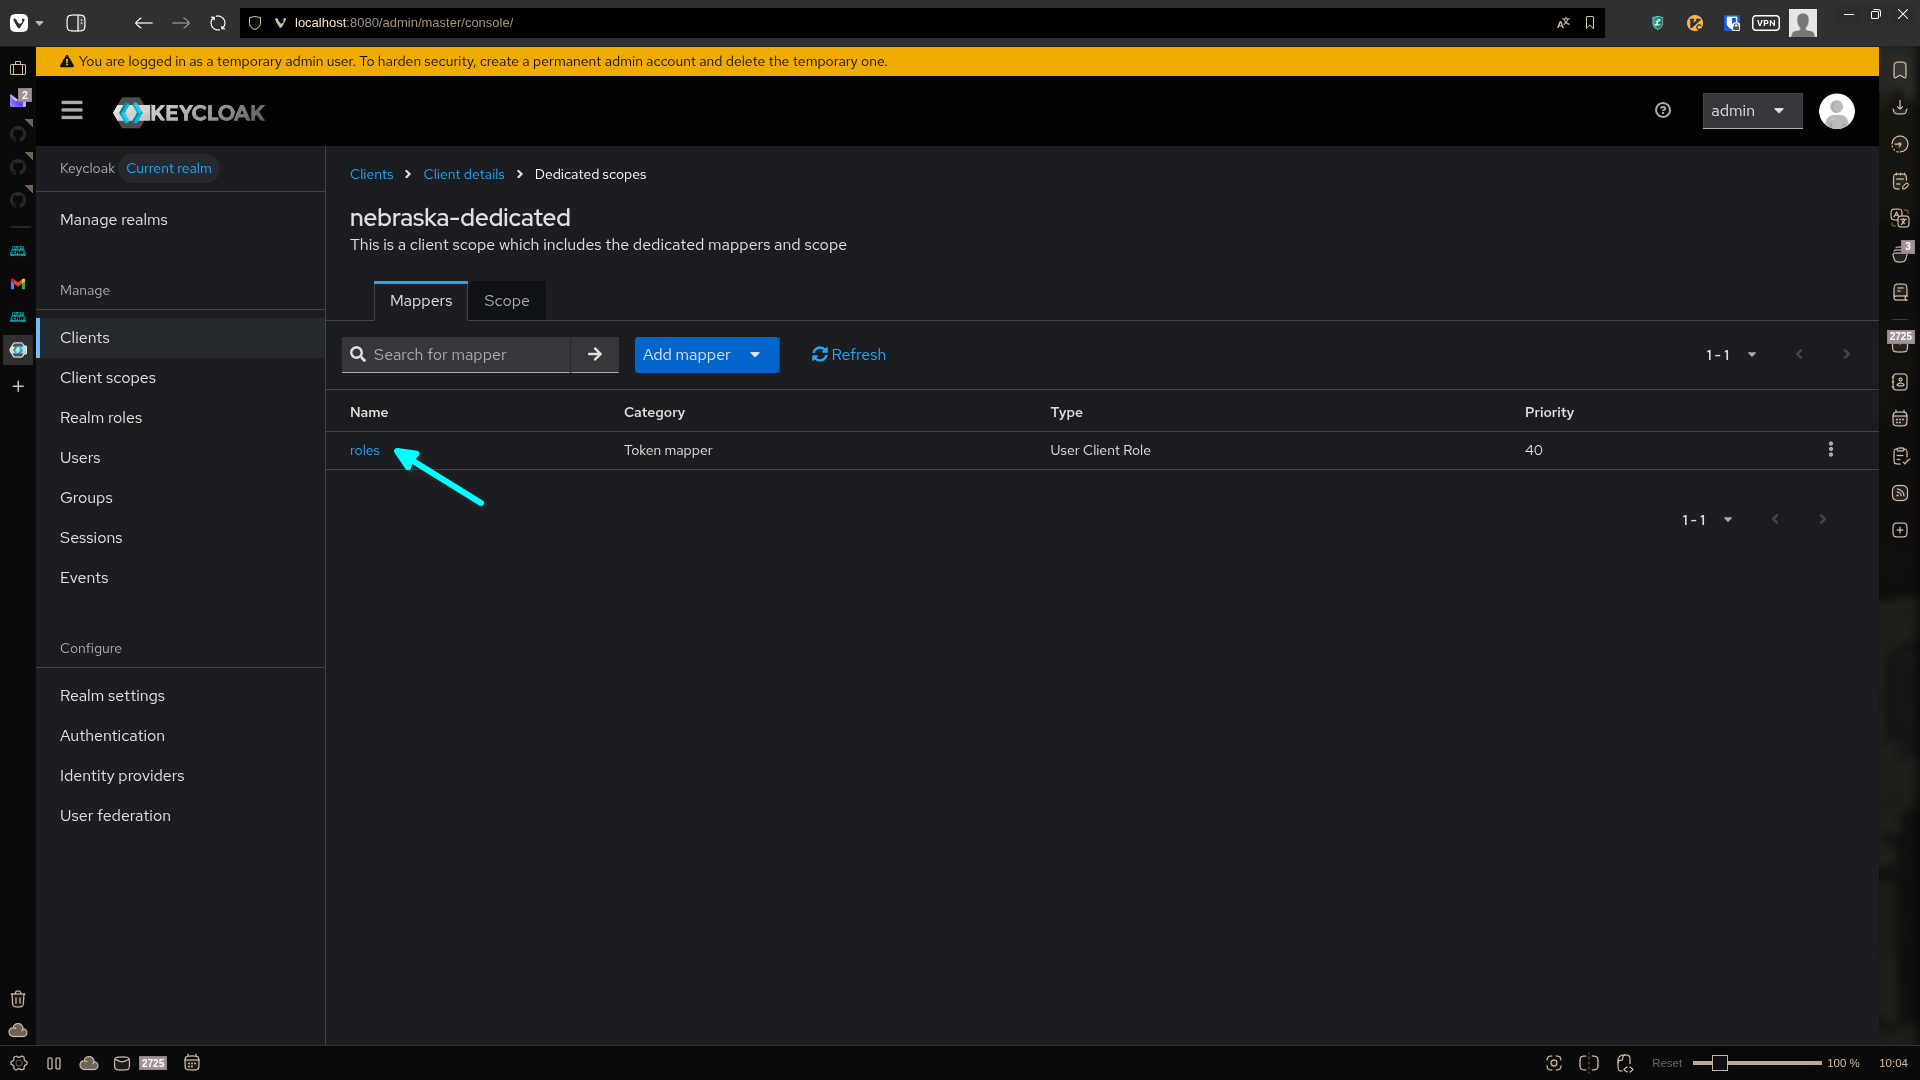 localhost:8080/admin/master/console/
VPN
You are logged in as a temporary admin user. To harden security, create a permanent admin account and delete the temporary one.
KEYCLOAK
admin
2
Keycloak Current realm
Manage realms
Manage
Clients
Client scopes
Realm roles
Users
Groups
Sessions
Events
Configure
Realm settings
Authentication
Identity providers
User federation
Clients Client details Dedicated scopes
nebraska-dedicated
This is a client scope which includes the dedicated mappers and scope
Mappers Scope
Search for mapper Add mapper Refresh 1 - 1
Name Category Type Priority
roles Token mapper User Client Role 40
1 - 1
3
2725
2725
Reset 100 % 10:04